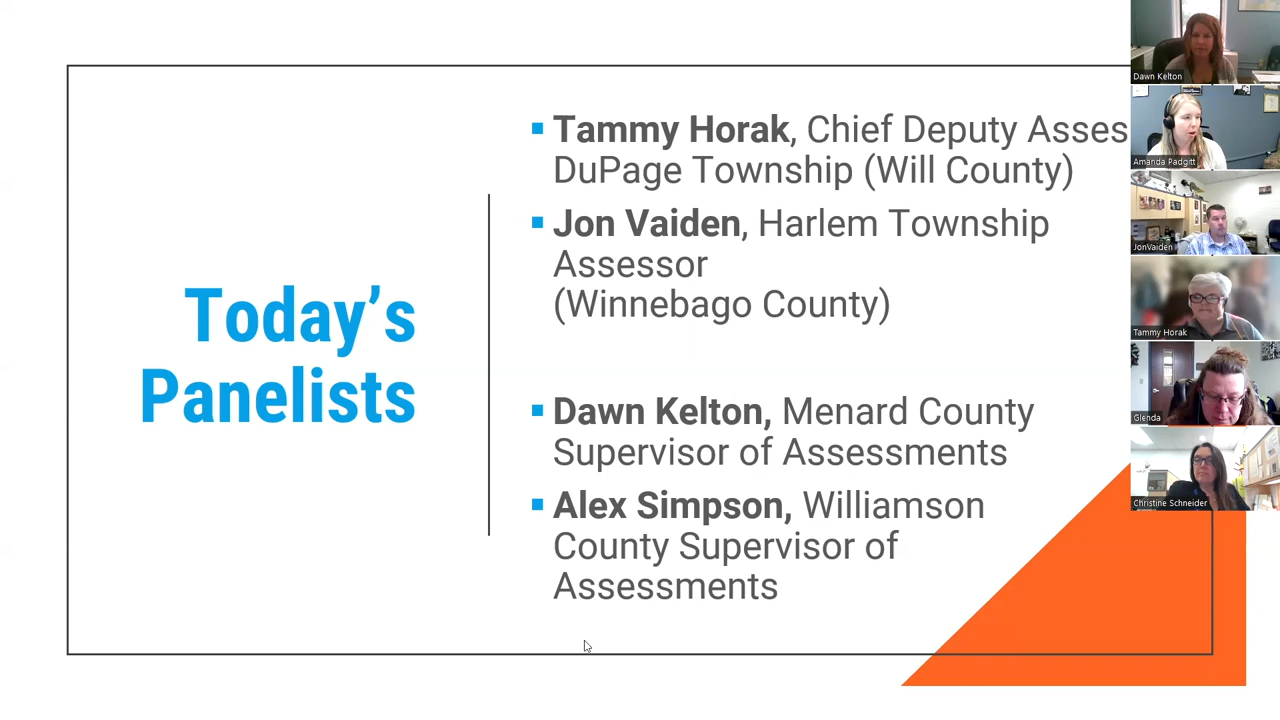 Today's
Panelists
Tammy Horak, Chief Deputy Asses
DuPage Township (Will County)
Jon Vaiden, Harlem Township
Assessor
(Winnebago County)
Dawn Kelton, Menard County
Supervisor of Assessments
Alex Simpson, Williamson
County Supervisor of
Assessments
Dawn Kelton
Amanda Padgitt
JonVaiden
Tammy Horak
Glenda
Christine Schneider